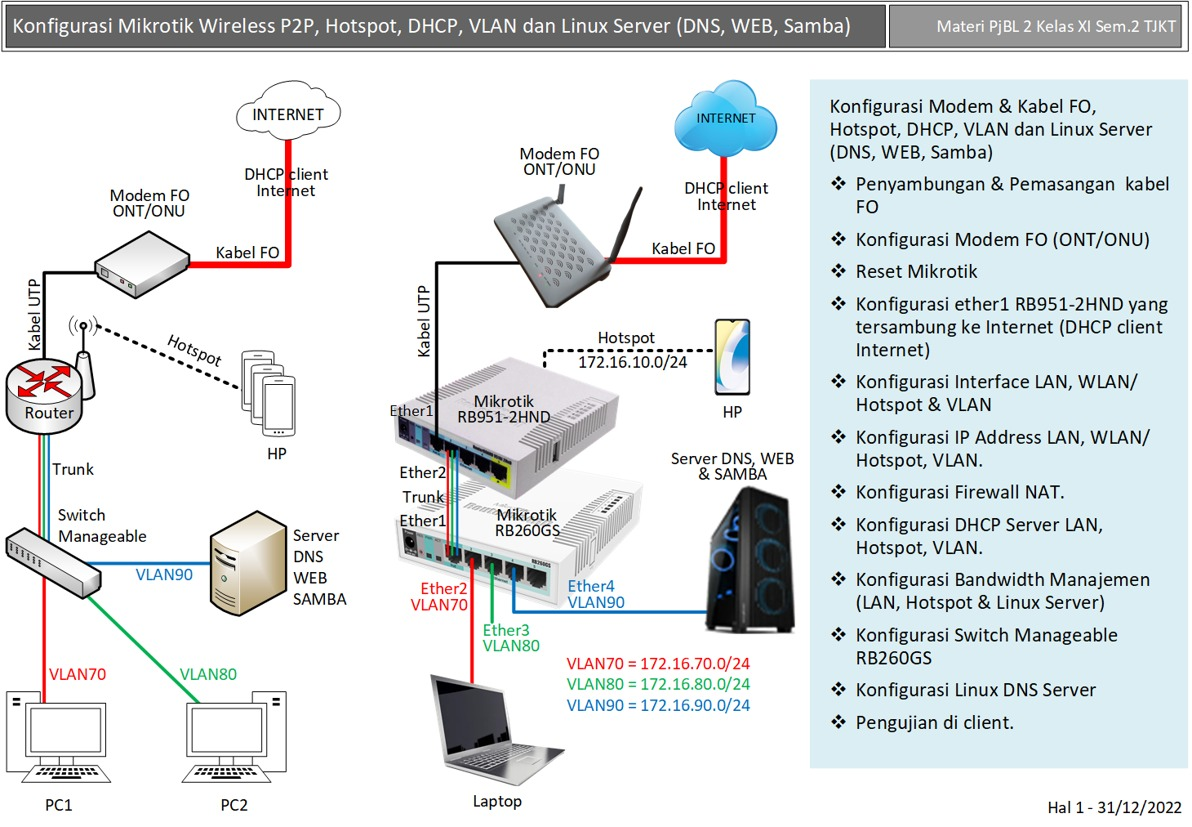 Konfigurasi Mikrotik Wireless P2P, Hotspot, DHCP, VLAN dan Linux Server (DNS, WEB, Samba)
Materi PjBL 2 Kelas XI Sem.2 TJKT
INTERNET
DHCP client
Internet
Modem FO
ONT/ONU
Kabel FO
Kabel UTP
Hotspot
HP
Router
Trunk
Switch
Manageable
VLAN90
Server
DNS
WEB
SAMBA
VLAN70
VLAN80
PC1
PC2
INTERNET
Modem FO
ONT/ONU
DHCP client
Internet
Kabel FO
Kabel UTP
Hotspot
172.16.10.0/24
HP
Mikrotik
RB951-2HND
Ether1
Ether2
Trunk
Ether1
Mikrotik
RB260GS
RB260GS
Server DNS, WEB
& SAMBA
Ether2
VLAN70
Ether3
VLAN80
Ether4
VLAN90
VLAN70 = 172.16.70.0/24
VLAN80 = 172.16.80.0/24
VLAN90 = 172.16.90.0/24
Laptop
Konfigurasi Modem & Kabel FO,
Hotspot, DHCP, VLAN dan Linux Server
(DNS, WEB, Samba)
❖ Penyambungan & Pemasangan kabel
FO
❖ Konfigurasi Modem FO (ONT/ONU)
❖ Reset Mikrotik
❖ Konfigurasi ether1 RB951-2HND yang
tersambung ke Internet (DHCP client
Internet)
❖ Konfigurasi Interface LAN, WLAN/
Hotspot & VLAN
❖ Konfigurasi IP Address LAN, WLAN/
Hotspot, VLAN.
❖ Konfigurasi Firewall NAT.
❖ Konfigurasi DHCP Server LAN,
Hotspot, VLAN.
❖ Konfigurasi Bandwidth Manajemen
(LAN, Hotspot & Linux Server)
❖ Konfigurasi Switch Manageable
RB260GS
❖ Konfigurasi Linux DNS Server
❖ Pengujian di client.
Hal 1 - 31/12/2022